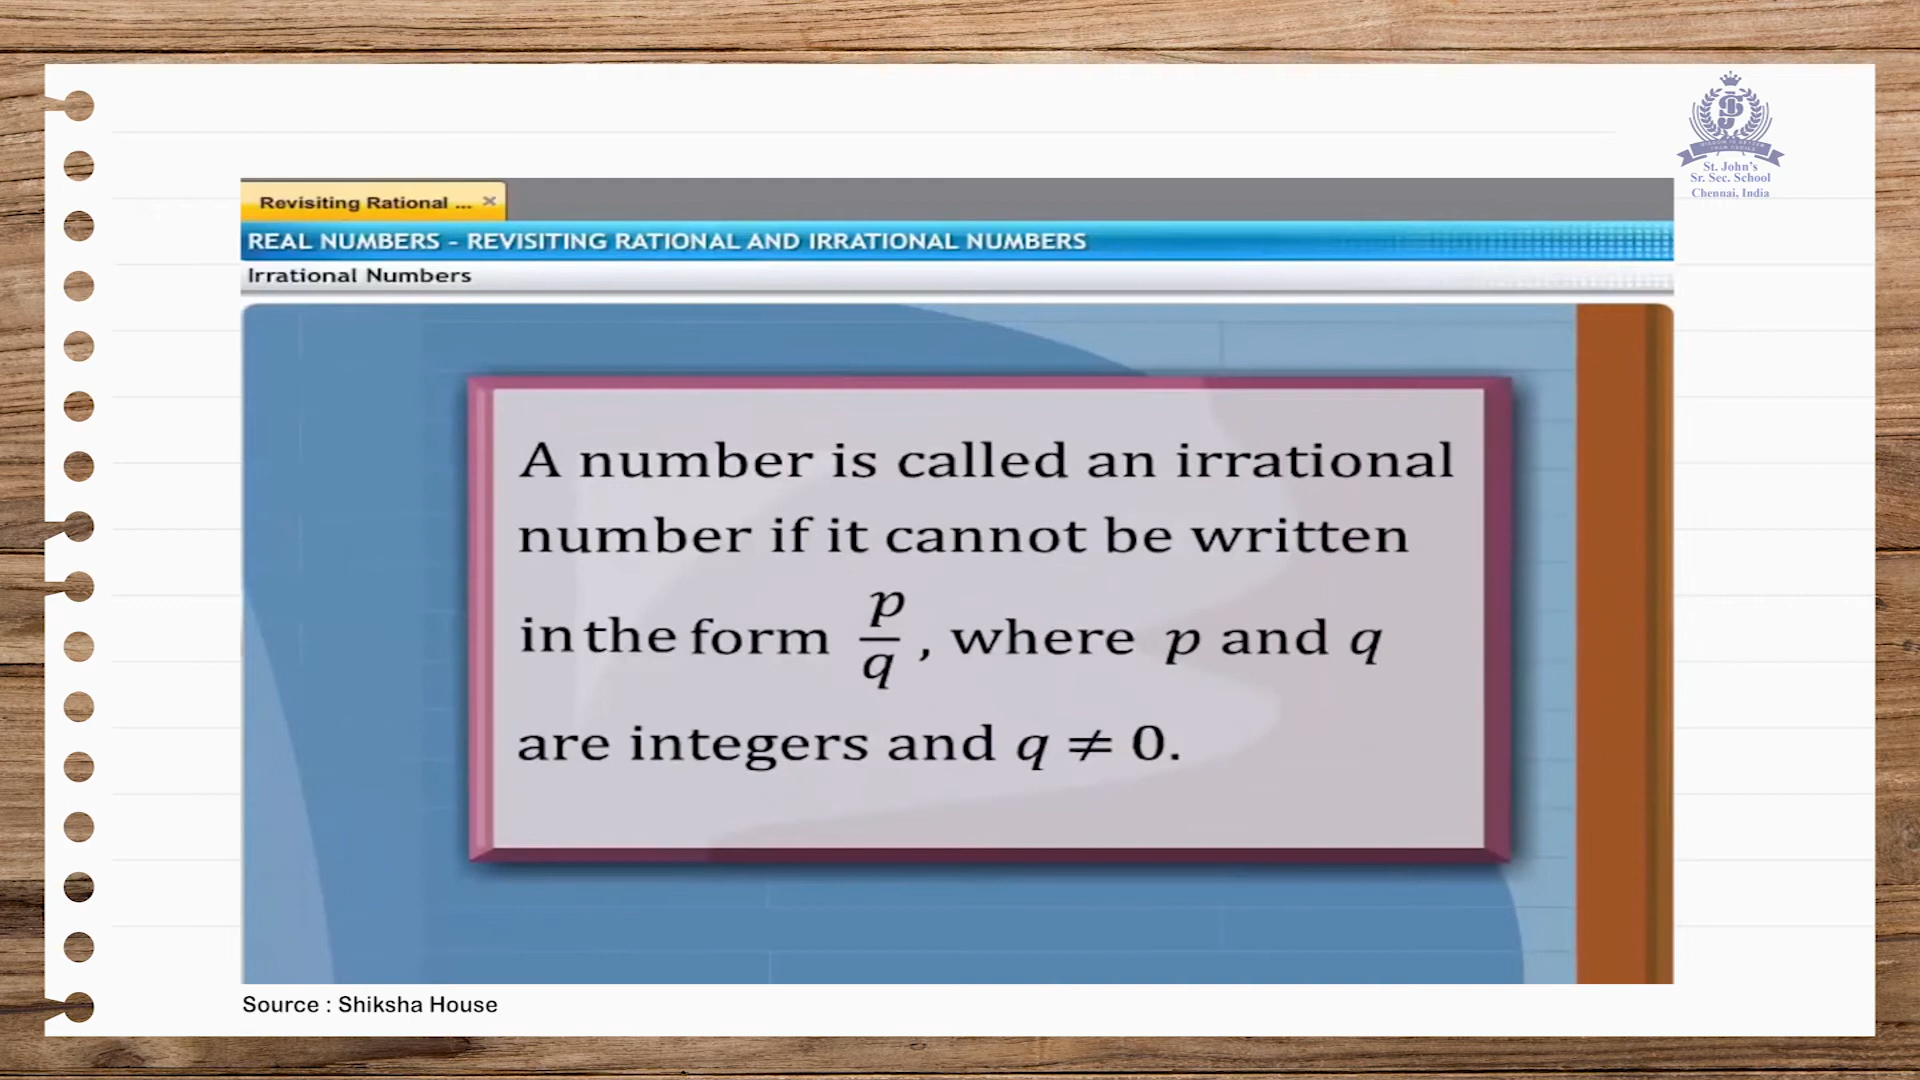 St. John's
Sr. Sec. School
Chennai, India
Revisiting Rational ...
REAL NUMBERS - REVISITING RATIONAL AND IRRATIONAL NUMBERS
Irrational Numbers
A number is called an irrational
number if it cannot be written
in the form p/q, where p and q
are integers and q ≠ 0.
Source : Shiksha House